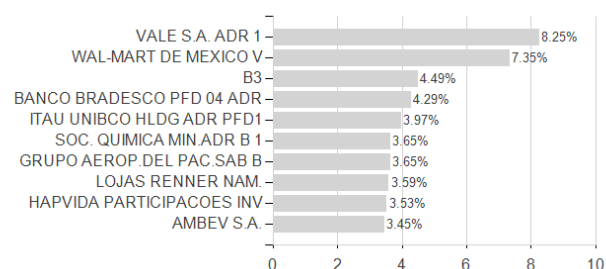 VALE S.A. ADR 1 8.25%
WAL-MART DE MEXICO V 7.35%
B3 4.49%
BANCO BRADESCO PFD 04 ADR 4.29%
ITAU UNIBCO HLDG ADR PFD1 3.97%
SOC. QUIMICA MIN.ADR B 1 3.65%
GRUPO AEROP.DEL PAC.SAB B 3.65%
LOJAS RENNER NAM. 3.59%
HAPVIDA PARTICIPACOES INV 3.53%
AMBEV S.A. 3.45%
0 2 4 6 8 10